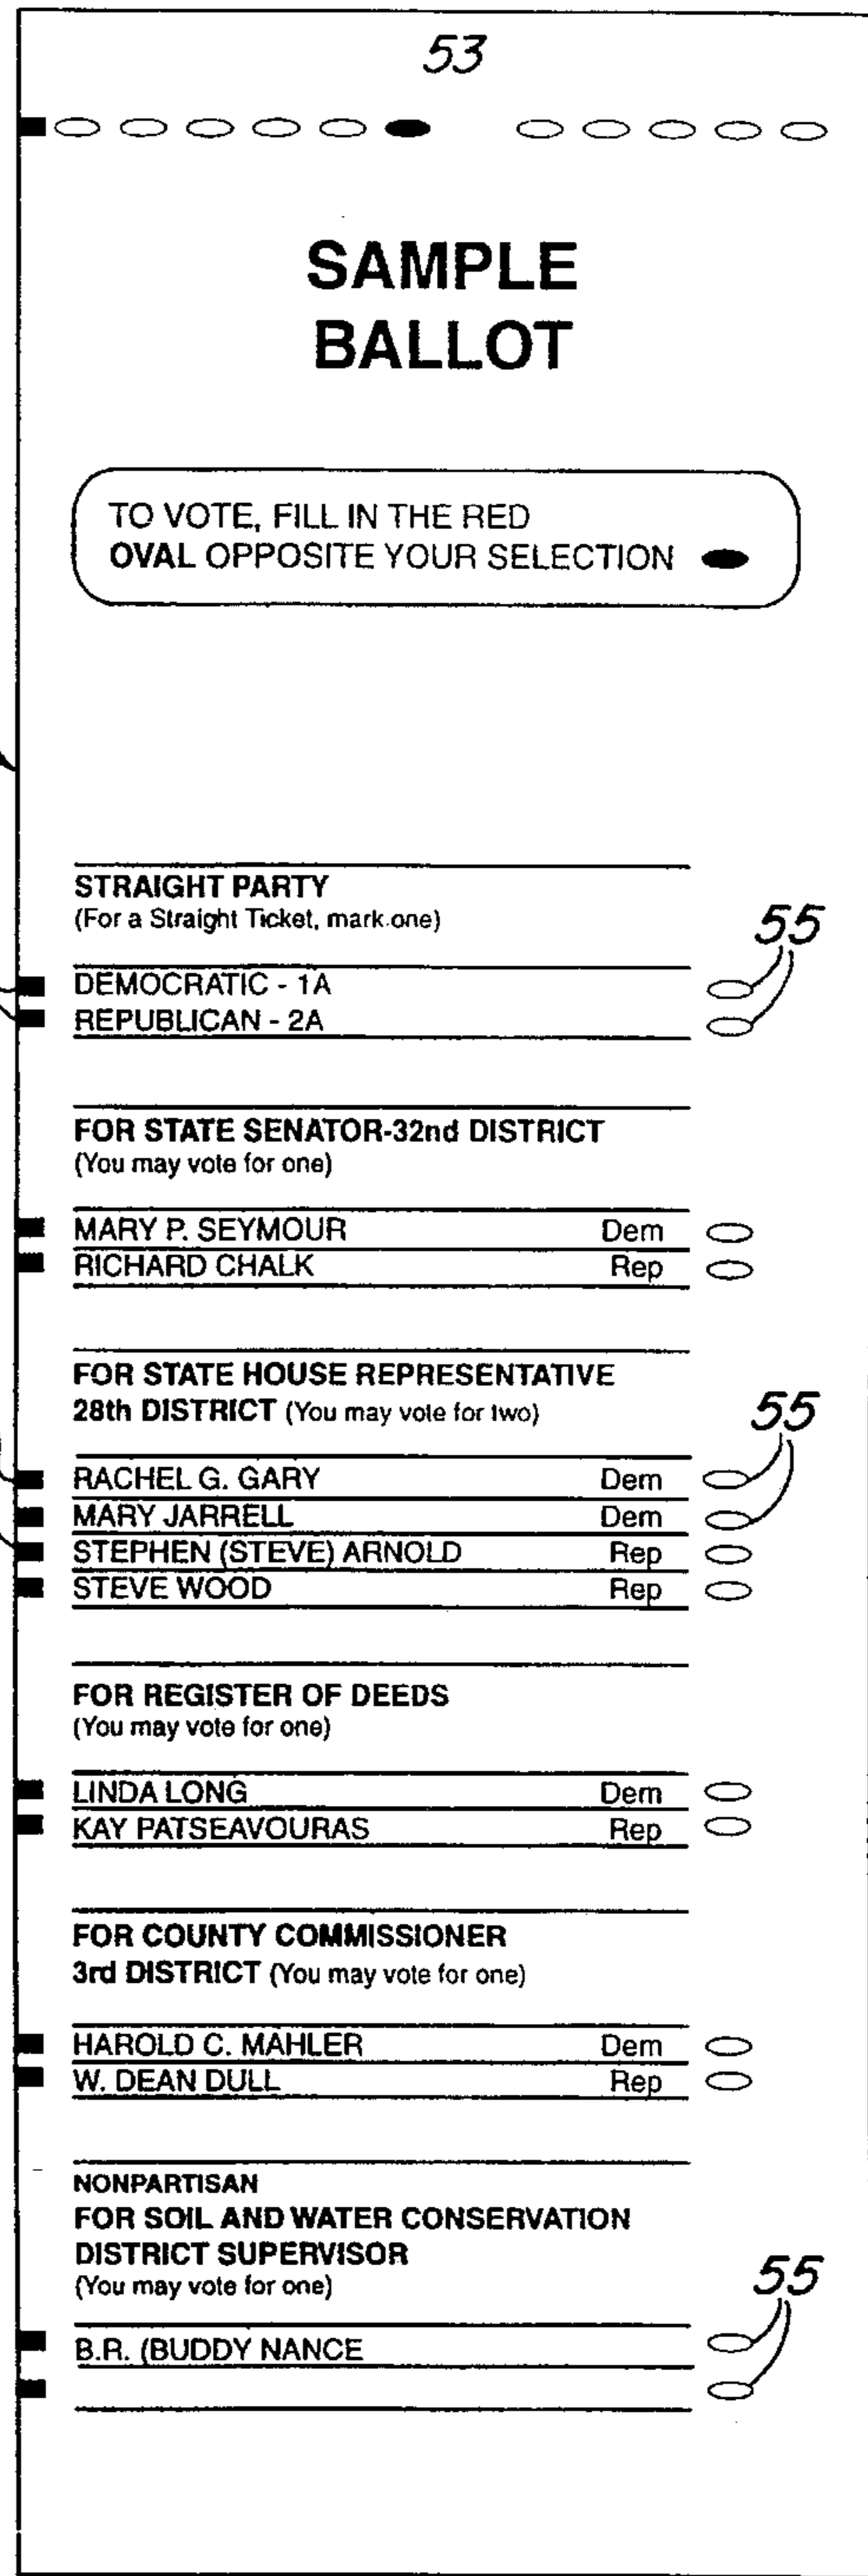 53
SAMPLE
BALLOT
TO VOTE, FILL IN THE RED
OVAL OPPOSITE YOUR SELECTION
STRAIGHT PARTY
(For a Straight Ticket, mark one)
55
DEMOCRATIC - 1A
REPUBLICAN - 2A
FOR STATE SENATOR-32nd DISTRICT
(You may vote for one)
MARY P. SEYMOUR Dem
RICHARD CHALK Rep
FOR STATE HOUSE REPRESENTATIVE
28th DISTRICT (You may vote for two)
55
RACHEL G. GARY Dem
MARY JARRELL Dem
STEPHEN (STEVE) ARNOLD Rep
STEVE WOOD Rep
FOR REGISTER OF DEEDS
(You may vote for one)
LINDA LONG Dem
KAY PATSEAVOURAS Rep
FOR COUNTY COMMISSIONER
3rd DISTRICT (You may vote for one)
HAROLD C. MAHLER Dem
W. DEAN DULL Rep
NONPARTISAN
FOR SOIL AND WATER CONSERVATION
DISTRICT SUPERVISOR
(You may vote for one)
55
B.R. (BUDDY NANCE